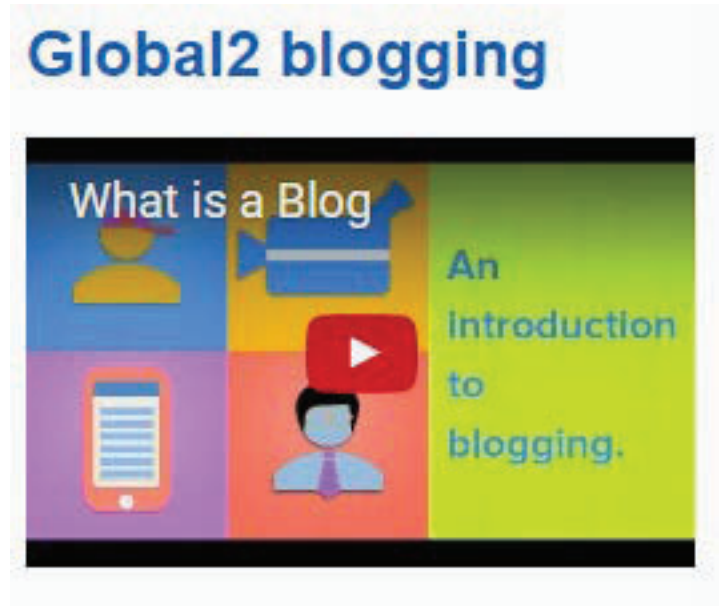 Global2 blogging
What is a Blog
An
introduction
to
blogging.